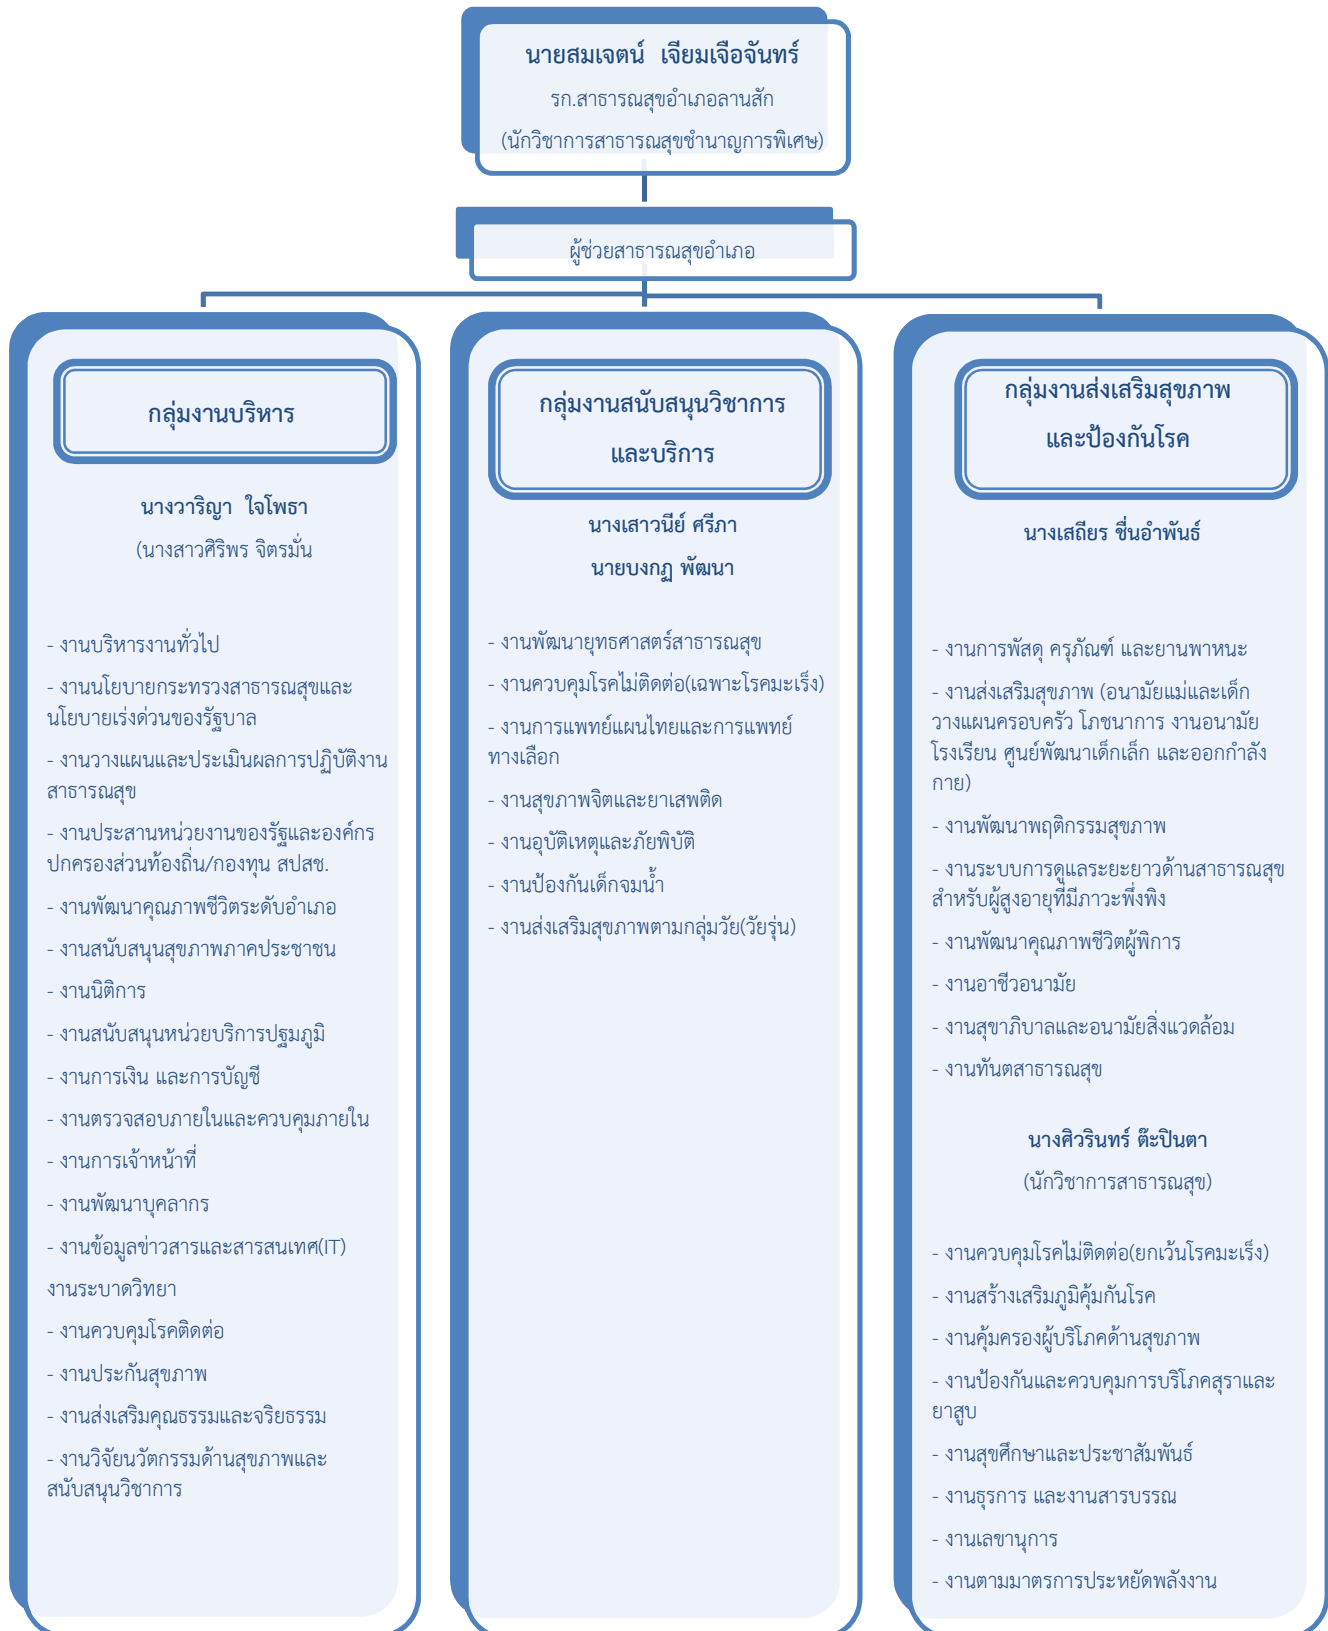 นายสมเจตน์ เจียมเจือจันทร์
รก.สาธารณสุขอำเภอลานสัก
(นักวิชาการสาธารณสุขชำนาญการพิเศษ)
ผู้ช่วยสาธารณสุขอำเภอ
กลุ่มงานบริหาร
นางวาริญา ใจโพธา
(นางสาวศิริพร จิตรมั่น
- งานบริหารงานทั่วไป
- งานนโยบายกระทรวงสาธารณสุขและ
นโยบายเร่งด่วนของรัฐบาล
- งานวางแผนและประเมินผลการปฏิบัติงาน
สาธารณสุข
- งานประสานหน่วยงานของรัฐและองค์กร
ปกครองส่วนท้องถิ่น/กองทุน สปสช.
- งานพัฒนาคุณภาพชีวิตระดับอำเภอ
- งานสนับสนุนสุขภาพภาคประชาชน
- งานนิติการ
- งานสนับสนุนหน่วยบริการปฐมภูมิ
- งานการเงิน และการบัญชี
- งานตรวจสอบภายในและควบคุมภายใน
- งานการเจ้าหน้าที่
- งานพัฒนาบุคลากร
- งานข้อมูลข่าวสารและสารสนเทศ(IT)
งานระบาดวิทยา
- งานควบคุมโรคติดต่อ
- งานประกันสุขภาพ
- งานส่งเสริมคุณธรรมและจริยธรรม
- งานวิจัยนวัตกรรมด้านสุขภาพและ
สนับสนุนวิชาการ
กลุ่มงานสนับสนุนวิชาการ
และบริการ
นางเสาวนีย์ ศรีภา
นายบงกฏ พัฒนา
- งานพัฒนายุทธศาสตร์สาธารณสุข
- งานควบคุมโรคไม่ติดต่อ(เฉพาะโรคมะเร็ง)
- งานการแพทย์แผนไทยและการแพทย์
ทางเลือก
- งานสุขภาพจิตและยาเสพติด
- งานอุบัติเหตุและภัยพิบัติ
- งานป้องกันเด็กจมน้ำ
- งานส่งเสริมสุขภาพตามกลุ่มวัย(วัยรุ่น)
กลุ่มงานส่งเสริมสุขภาพ
และป้องกันโรค
นางเสถียร ชื่นอำพันธ์
- งานการพัสดุ ครุภัณฑ์ และยานพาหนะ
- งานส่งเสริมสุขภาพ (อนามัยแม่และเด็ก
วางแผนครอบครัว โภชนาการ งานอนามัย
โรงเรียน ศูนย์พัฒนาเด็กเล็ก และออกกำลัง
กาย)
- งานพัฒนาพฤติกรรมสุขภาพ
- งานระบบการดูแลระยะยาวด้านสาธารณสุข
สำหรับผู้สูงอายุที่มีภาวะพึ่งพิง
- งานพัฒนาคุณภาพชีวิตผู้พิการ
- งานอาชีวอนามัย
- งานสุขาภิบาลและอนามัยสิ่งแวดล้อม
- งานทันตสาธารณสุข
นางศิวรินทร์ ต๊ะปินตา
(นักวิชาการสาธารณสุข)
- งานควบคุมโรคไม่ติดต่อ(ยกเว้นโรคมะเร็ง)
- งานสร้างเสริมภูมิคุ้มกันโรค
- งานคุ้มครองผู้บริโภคด้านสุขภาพ
- งานป้องกันและควบคุมการบริโภคสุราและ
ยาสูบ
- งานสุขศึกษาและประชาสัมพันธ์
- งานธุรการ และงานสารบรรณ
- งานเลขานุการ
- งานตามมาตรการประหยัดพลังงาน